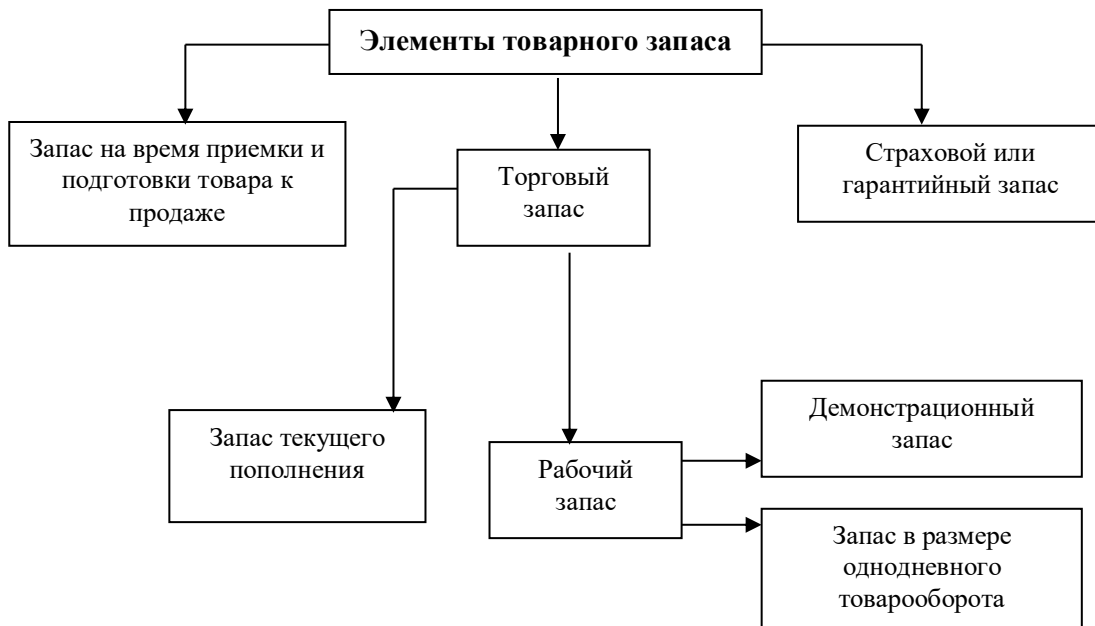 Элементы товарного запаса
Запас на время приемки и
подготовки товара к
продаже
Торговый
запас
Страховой или
гарантийный запас
Запас текущего
пополнения
Рабочий
запас
Демонстрационный
запас
Запас в размере
однодневного
товарооборота